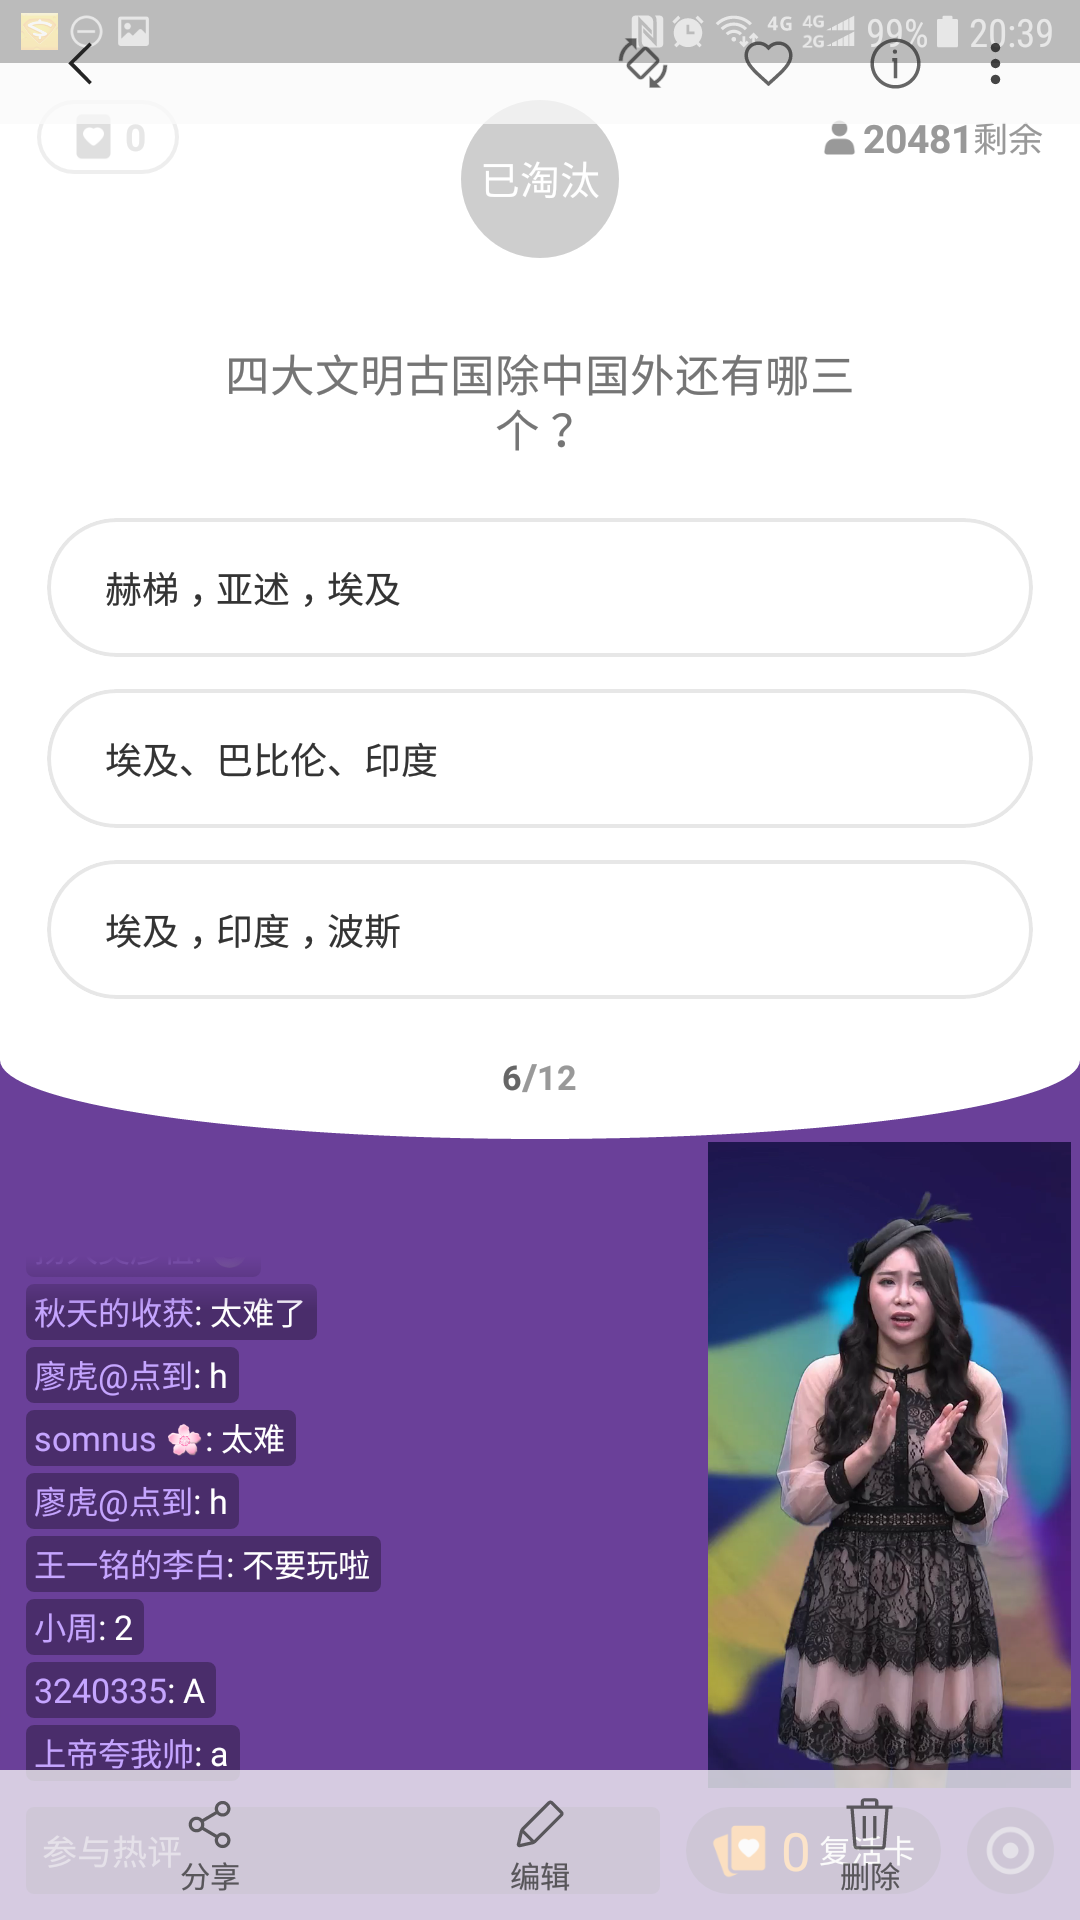 4G 4G 2G 99% 20:39
0
已淘汰
20481剩余
四大文明古国除中国外还有哪三
个？
赫梯，亚述，埃及
埃及、巴比伦、印度
埃及，印度，波斯
6/12
秋天的收获: 太难了
廖虎@点到: h
somnus 🌸: 太难
廖虎@点到: h
王一铭的李白: 不要玩啦
小周: 2
3240335: A
上帝夸我帅: a
参与热评
0 复活卡
分享
编辑
删除